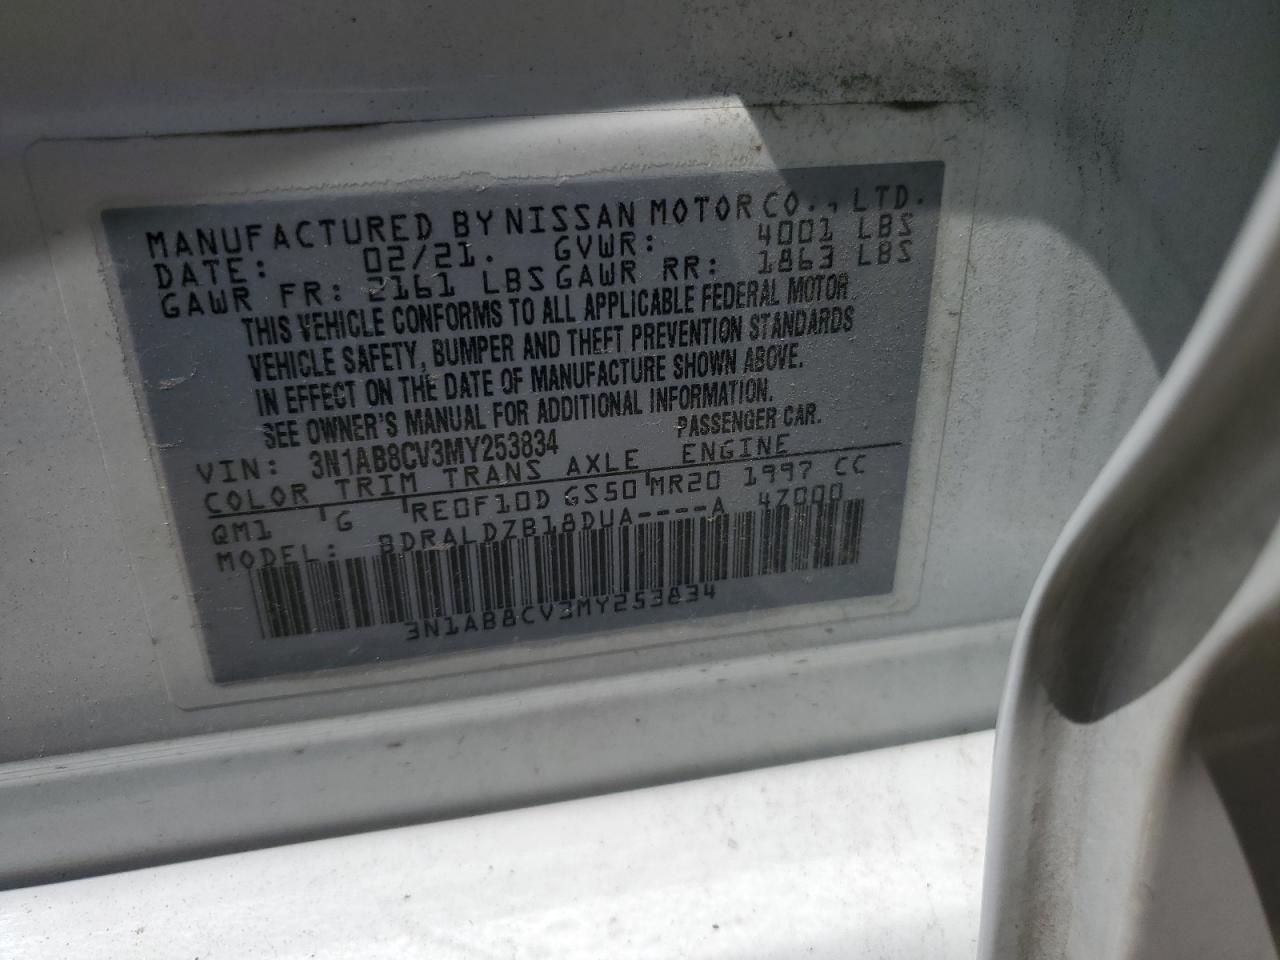 MANUFACTURED BY NISSAN MOTOR CO., LTD.
DATE: 02/21. GVWR: 4001 LBS
GAWR FR: 2161 LBS GAWR RR: 1863 LBS
THIS VEHICLE CONFORMS TO ALL APPLICABLE FEDERAL MOTOR
VEHICLE SAFETY, BUMPER AND THEFT PREVENTION STANDARDS
IN EFFECT ON THE DATE OF MANUFACTURE SHOWN ABOVE.
SEE OWNER'S MANUAL FOR ADDITIONAL INFORMATION.
VIN: 3N1AB8CV3MY253834 PASSENGER CAR.
COLOR TRIM TRANS AXLE ENGINE
QM1 G RE0F10D GS50 MR20 1997 CC
MODEL: BDRALDZB18DUA----A 47000
3N1AB8CV3MY253834